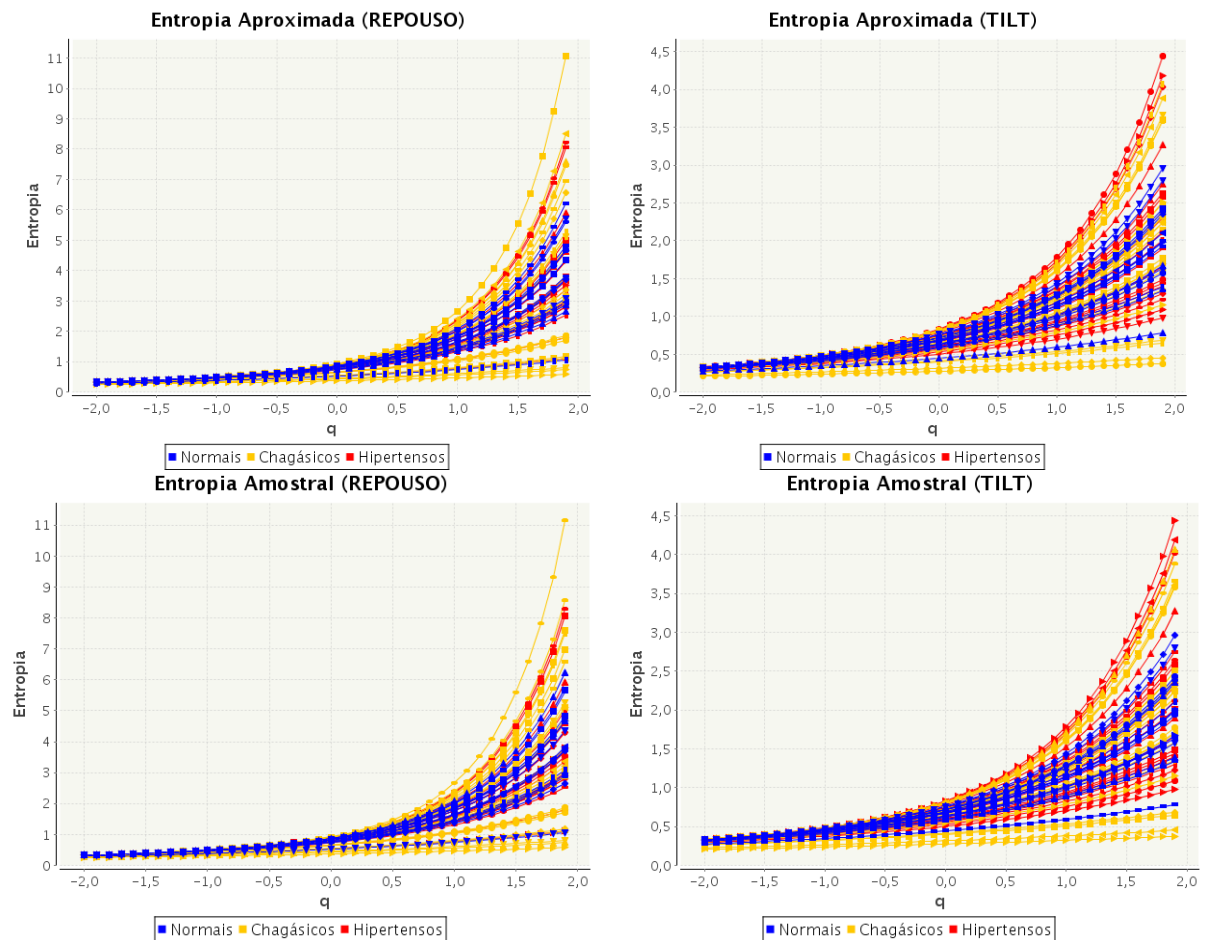 Entropia Aproximada (REPOUSO)
Entropia
11
10
9
8
7
6
5
4
3
2
1
0
-2,0 -1,5 -1,0 -0,5 0,0 0,5 1,0 1,5 2,0
q
Normais Chagásicos Hipertensos
Entropia Aproximada (TILT)
Entropia
4,5
4,0
3,5
3,0
2,5
2,0
1,5
1,0
0,5
0,0
-2,0 -1,5 -1,0 -0,5 0,0 0,5 1,0 1,5 2,0
q
Normais Chagásicos Hipertensos
Entropia Amostral (REPOUSO)
Entropia
11
10
9
8
7
6
5
4
3
2
1
0
-2,0 -1,5 -1,0 -0,5 0,0 0,5 1,0 1,5 2,0
q
Normais Chagásicos Hipertensos
Entropia Amostral (TILT)
Entropia
4,5
4,0
3,5
3,0
2,5
2,0
1,5
1,0
0,5
0,0
-2,0 -1,5 -1,0 -0,5 0,0 0,5 1,0 1,5 2,0
q
Normais Chagásicos Hipertensos